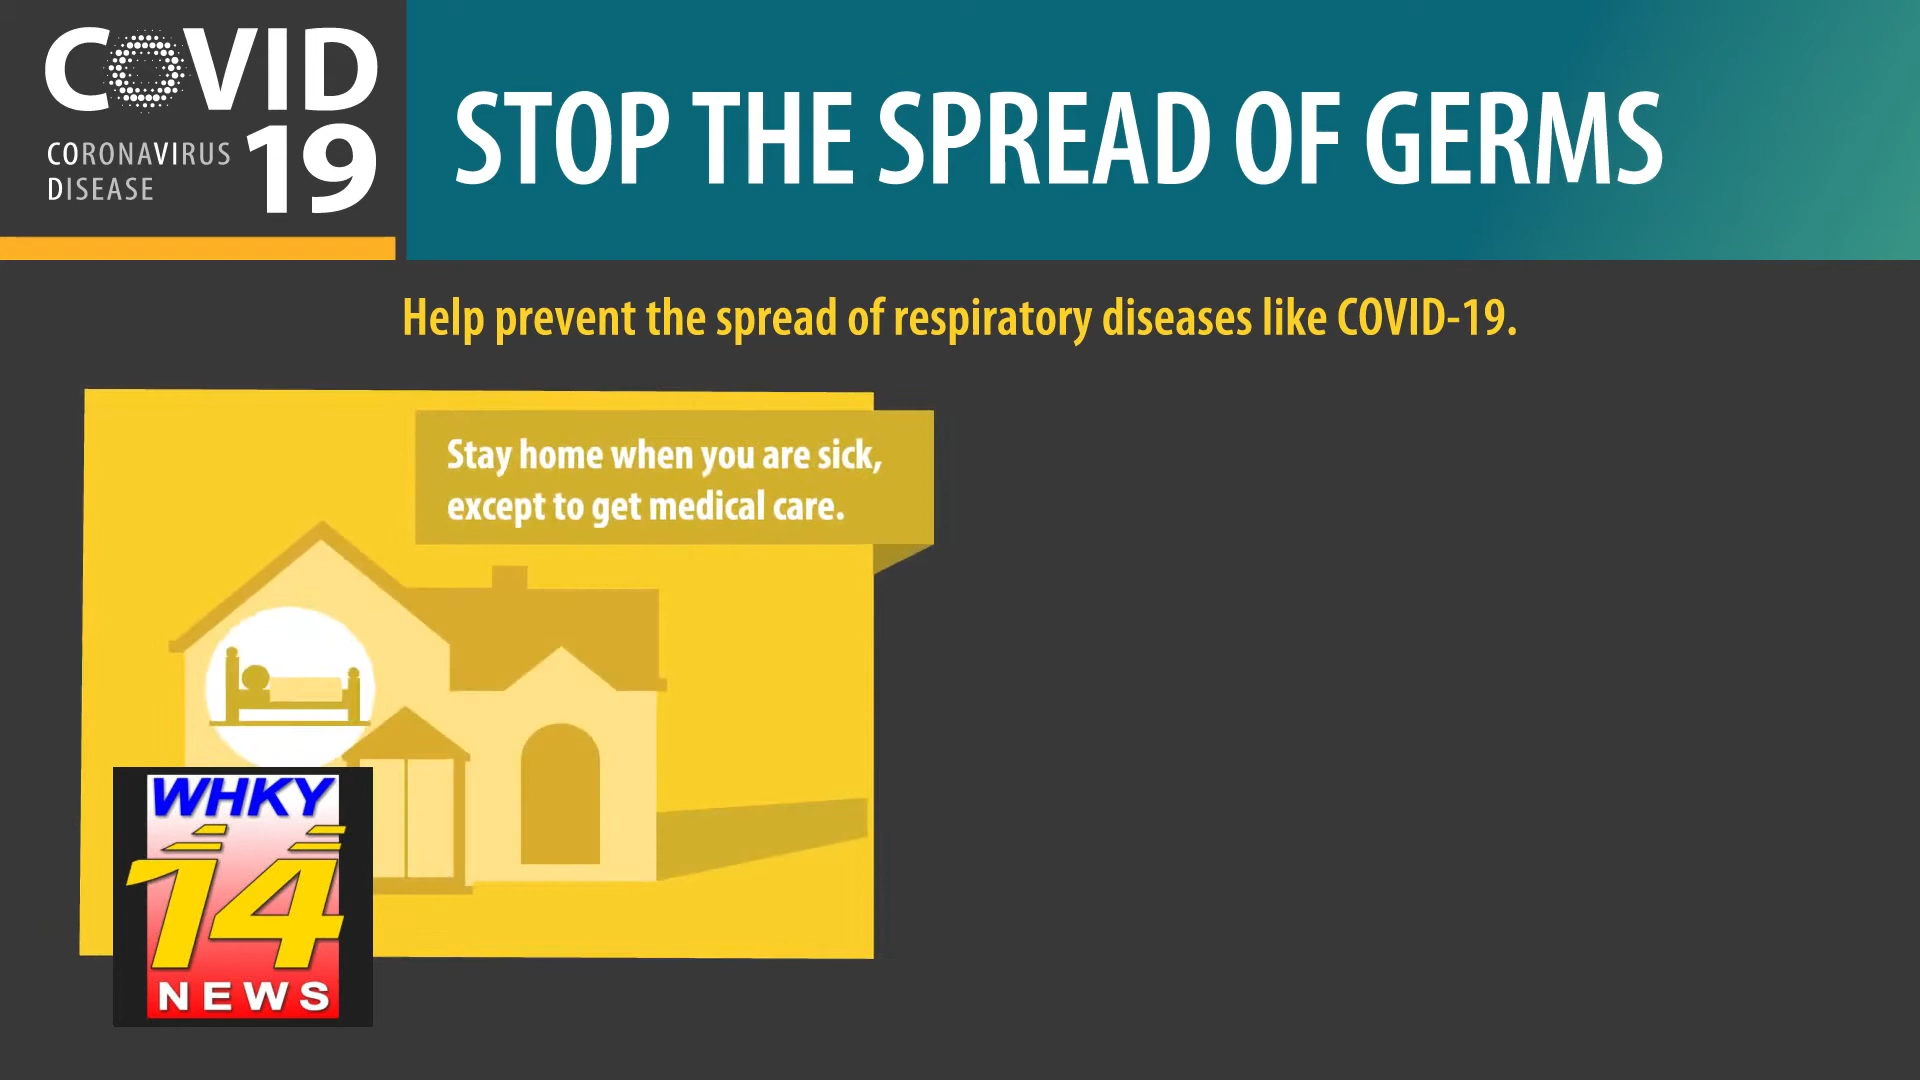 COVID
CORONAVIRUS
DISEASE
19
STOP THE SPREAD OF GERMS
Help prevent the spread of respiratory diseases like COVID-19.
Stay home when you are sick,
except to get medical care.
WHKY
14
NEWS